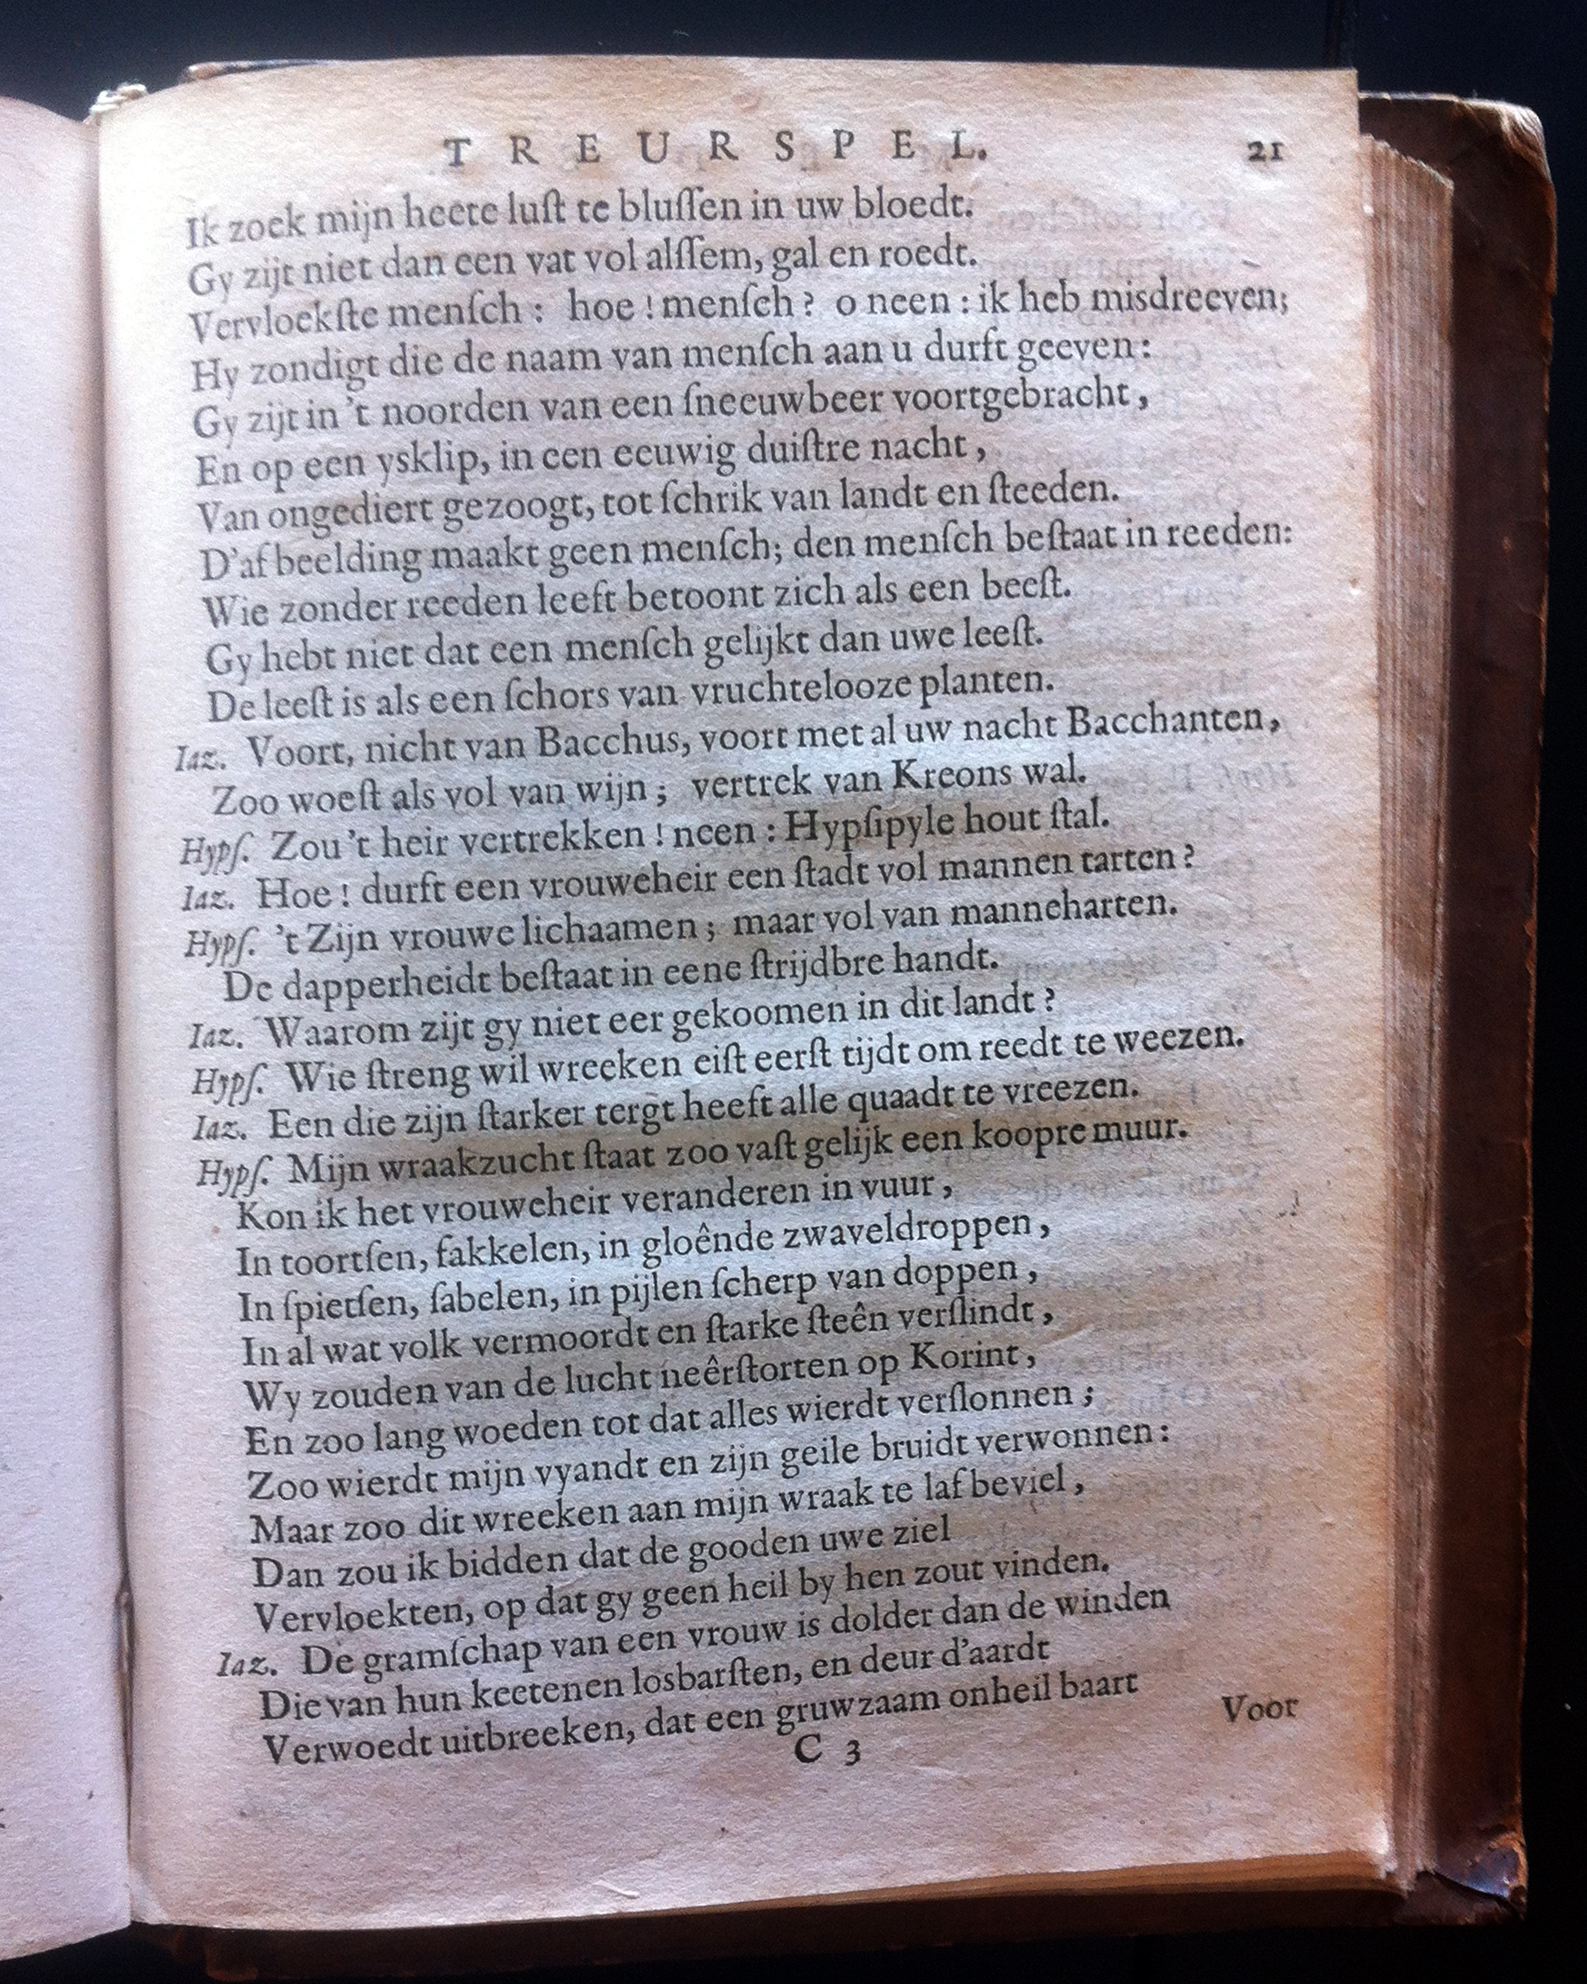 TREURSPEL. 21
Ik zoek mijn heete luſt te bluſſen in uw bloedt.
Gy zijt niet dan een vat vol alſſem, gal en roedt.
Vervloekſte menſch: hoe! menſch? o neen: ik heb misdreeven;
Hy zondigt die de naam van menſch aan u durft geeven:
Gy zijt in 't noorden van een ſneeuwbeer voortgebracht,
En op een ysklip, in een eeuwig duiſtre nacht,
Van ongediert gezoogt, tot ſchrik van landt en ſteeden.
D'afbeelding maakt geen menſch; den menſch beſtaat in reeden:
Wie zonder reeden leeft betoont zich als een beeſt.
Gy hebt niet dat een menſch gelijkt dan uwe leeſt.
De leeſt is als een ſchors van vruchtelooze planten.
Iaz. Voort, nicht van Bacchus, voort met al uw nacht Bacchanten,
Zoo woeſt als vol van wijn; vertrek van Kreons wal.
Hypſ. Zou 't heir vertrekken! neen: Hypſipyle hout ſtal.
Iaz. Hoe! durft een vrouweheir een ſtadt vol mannen tarten?
Hypſ. 't Zijn vrouwe lichaamen; maar vol van manneharten.
De dapperheidt beſtaat in eene ſtrijdbre handt.
Iaz. Waarom zijt gy niet eer gekoomen in dit landt?
Hypſ. Wie ſtreng wil wreeken eiſt eerſt tijdt om reedt te weezen.
Iaz. Een die zijn ſtarker tergt heeft alle quaadt te vreezen.
Hypſ. Mijn wraakzucht ſtaat zoo vaſt gelijk een koopre muur.
Kon ik het vrouweheir veranderen in vuur,
In toortſen, fakkelen, in gloênde zwaveldroppen,
In ſpietſen, ſabelen, in pijlen ſcherp van doppen,
In al wat volk vermoordt en ſtarke ſteên verſlindt,
Wy zouden van de lucht neêrſtorten op Korint,
En zoo lang woeden tot dat alles wierdt verſlonnen;
Zoo wierdt mijn vyandt en zijn geile bruidt verwonnen:
Maar zoo dit wreeken aan mijn wraak te laf beviel,
Dan zou ik bidden dat de gooden uwe ziel
Vervloekten, op dat gy geen heil by hen zout vinden.
Iaz. De gramſchap van een vrouw is dolder dan de winden
Die van hun keetenen losbarſten, en deur d'aardt
Verwoedt uitbreeken, dat een gruwzaam onheil baart
C 3 Voor